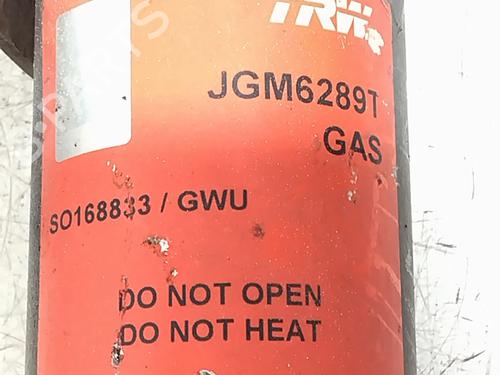 TRW
JGM6289T
GAS
SO168833 / GWU
DO NOT OPEN
DO NOT HEAT